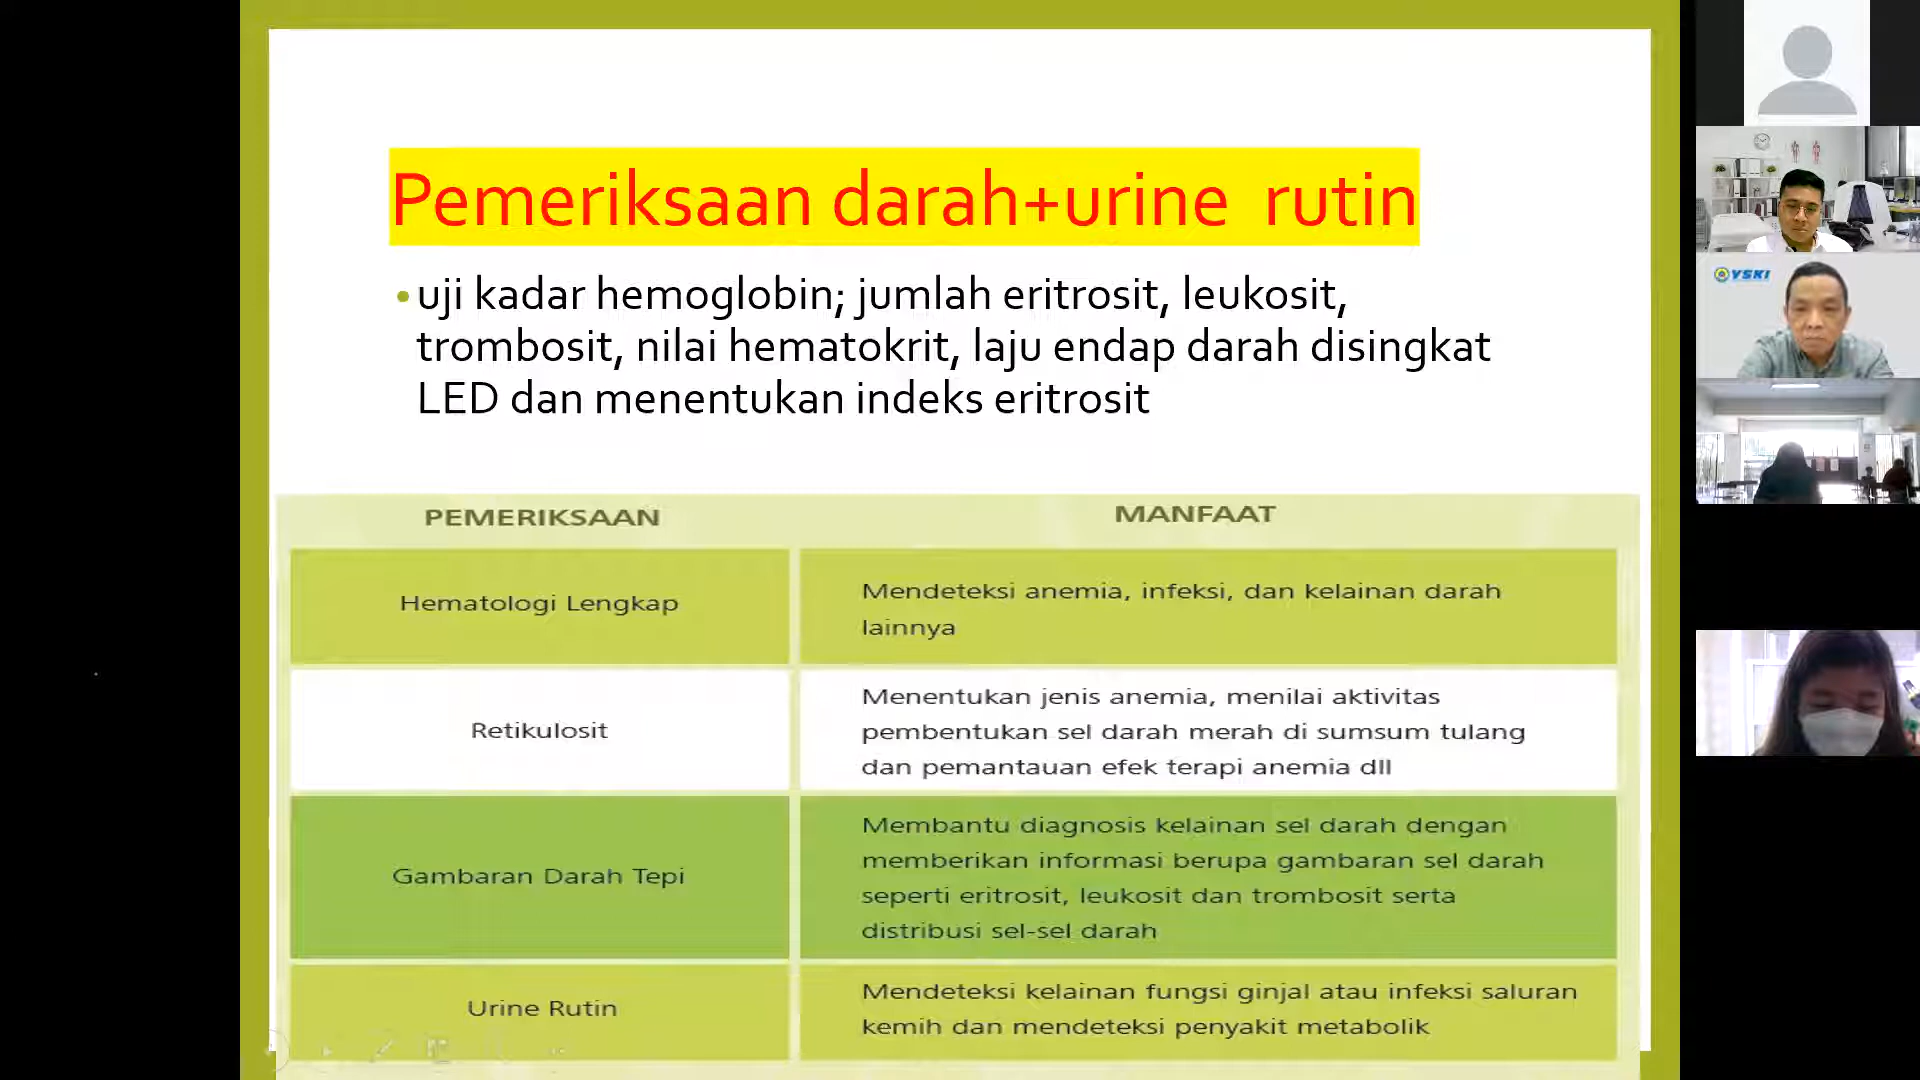 Pemeriksaan darah+urine rutin
•uji kadar hemoglobin; jumlah eritrosit, leukosit,
trombosit, nilai hematokrit, laju endap darah disingkat
LED dan menentukan indeks eritrosit
PEMERIKSAAN
MANFAAT
Hematologi Lengkap
Mendeteksi anemia, infeksi, dan kelainan darah
lainnya
Retikulosit
Menentukan jenis anemia, menilai aktivitas
pembentukan sel darah merah di sumsum tulang
dan pemantauan efek terapi anemia dll
Gambaran Darah Tepi
Membantu diagnosis kelainan sel darah dengan
memberikan informasi berupa gambaran sel darah
seperti eritrosit, leukosit dan trombosit serta
distribusi sel-sel darah
Urine Rutin
Mendeteksi kelainan fungsi ginjal atau infeksi saluran
kemih dan mendeteksi penyakit metabolik
YSKI